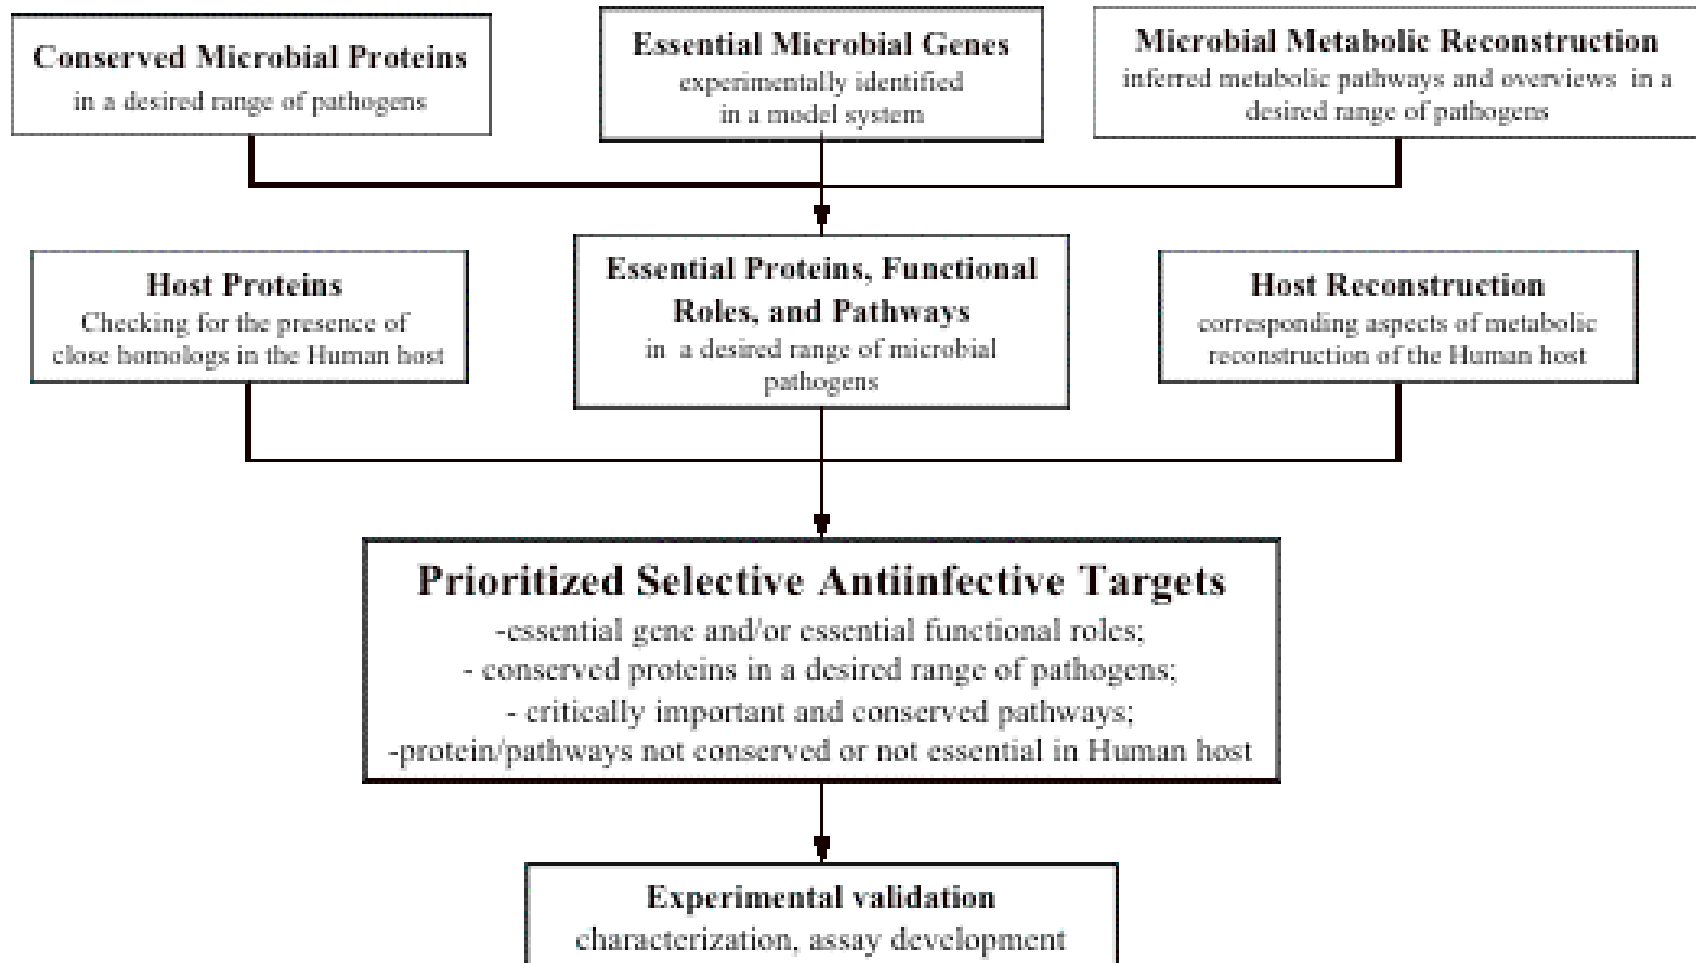 Conserved Microbial Proteins
in a desired range of pathogens
Essential Microbial Genes
experimentally identified
in a model system
Microbial Metabolic Reconstruction
inferred metabolic pathways and overviews in a
desired range of pathogens
Host Proteins
Checking for the presence of
close homologs in the Human host
Essential Proteins, Functional
Roles, and Pathways
in a desired range of microbial
pathogens
Host Reconstruction
corresponding aspects of metabolic
reconstruction of the Human host
Prioritized Selective Antiinfective Targets
-essential gene and/or essential functional roles;
- conserved proteins in a desired range of pathogens;
- critically important and conserved pathways;
-protein/pathways not conserved or not essential in Human host
Experimental validation
characterization, assay development